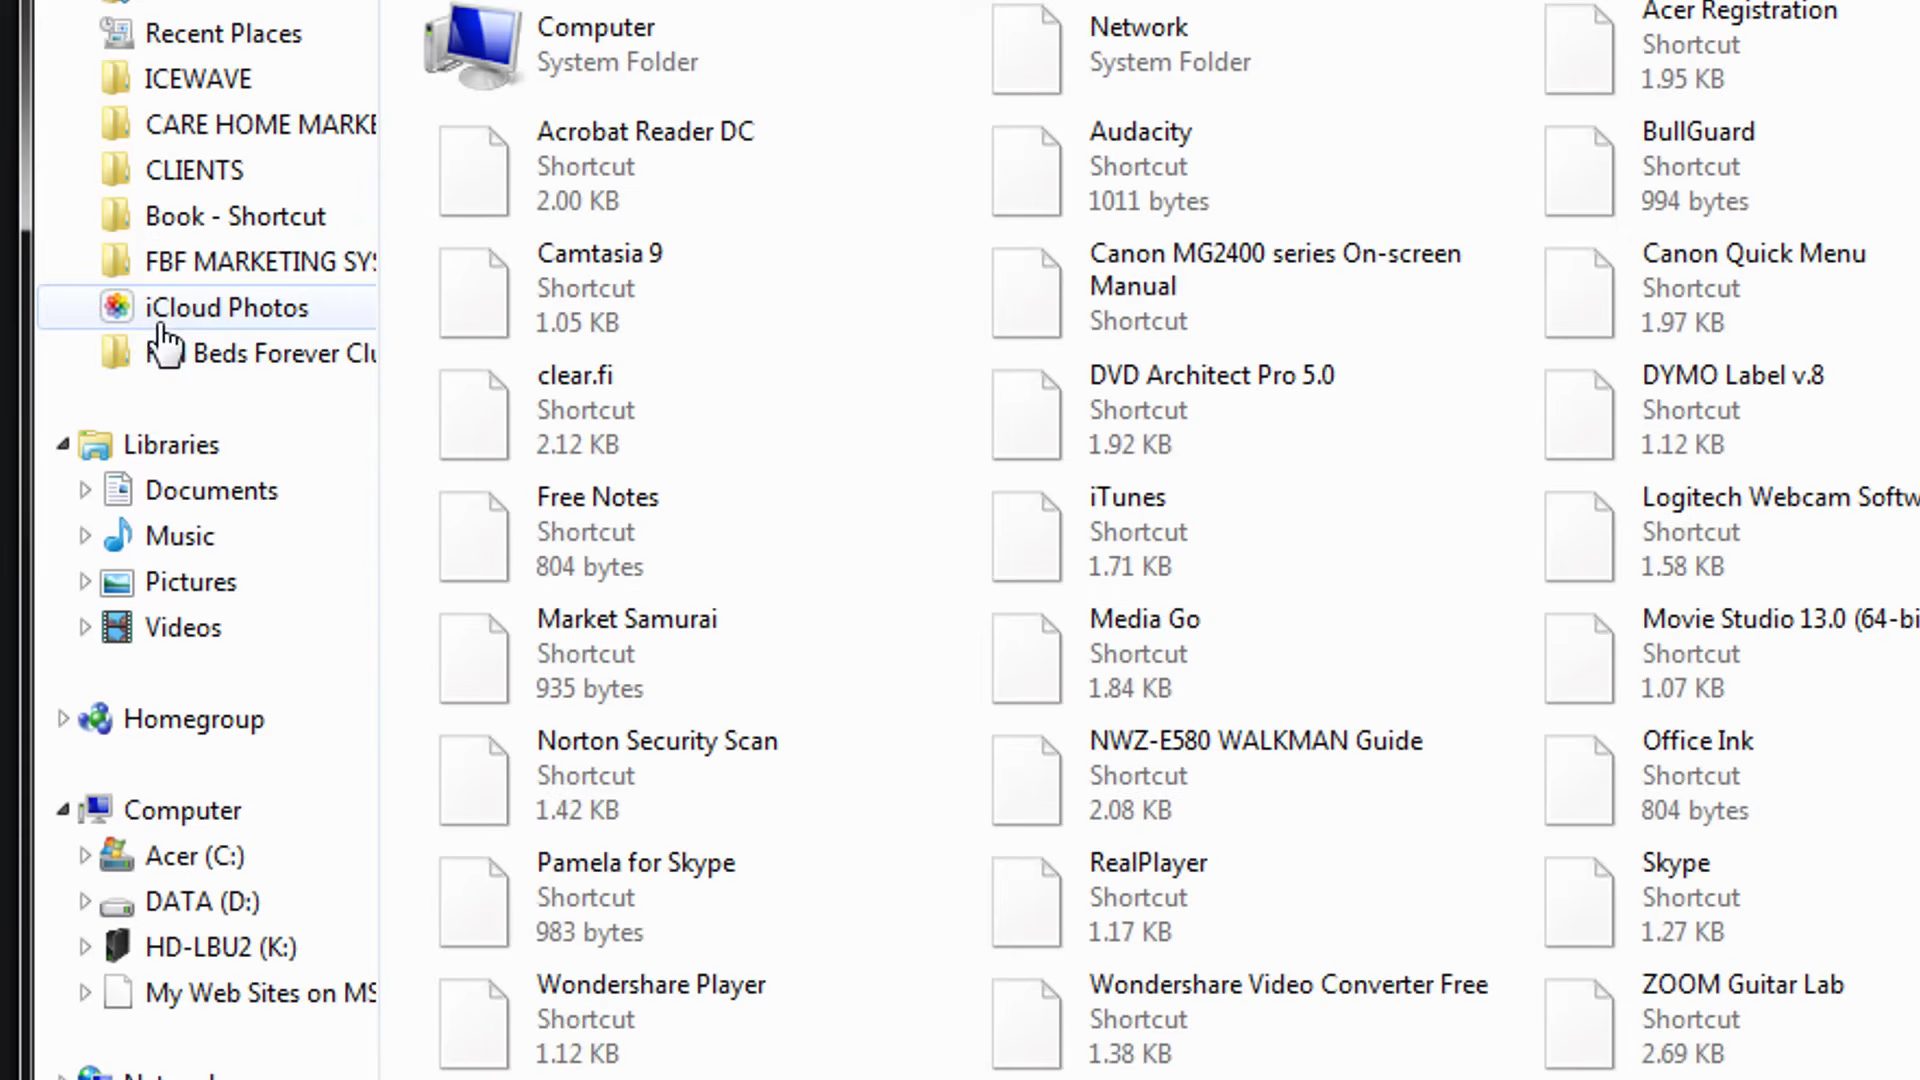 Recent Places
ICEWAVE
CARE HOME MARKE
CLIENTS
Book - Shortcut
FBF MARKETING SYS
iCloud Photos
Beds Forever Clu
Libraries
Documents
Music
Pictures
Videos
Homegroup
Computer
Acer (C:)
DATA (D:)
HD-LBU2 (K:)
My Web Sites on MS
Computer
System Folder
Network
System Folder
Acer Registration
Shortcut
1.95 KB
Acrobat Reader DC
Shortcut
2.00 KB
Audacity
Shortcut
1011 bytes
BullGuard
Shortcut
994 bytes
Camtasia 9
Shortcut
1.05 KB
Canon MG2400 series On-screen
Manual
Shortcut
Canon Quick Menu
Shortcut
1.97 KB
clear.fi
Shortcut
2.12 KB
DVD Architect Pro 5.0
Shortcut
1.92 KB
DYMO Label v.8
Shortcut
1.12 KB
Free Notes
Shortcut
804 bytes
iTunes
Shortcut
1.71 KB
Logitech Webcam Softw
Shortcut
1.58 KB
Market Samurai
Shortcut
935 bytes
Media Go
Shortcut
1.84 KB
Movie Studio 13.0 (64-bi
Shortcut
1.07 KB
Norton Security Scan
Shortcut
1.42 KB
NWZ-E580 WALKMAN Guide
Shortcut
2.08 KB
Office Ink
Shortcut
804 bytes
Pamela for Skype
Shortcut
983 bytes
RealPlayer
Shortcut
1.17 KB
Skype
Shortcut
1.27 KB
Wondershare Player
Shortcut
1.12 KB
Wondershare Video Converter Free
Shortcut
1.38 KB
ZOOM Guitar Lab
Shortcut
2.69 KB